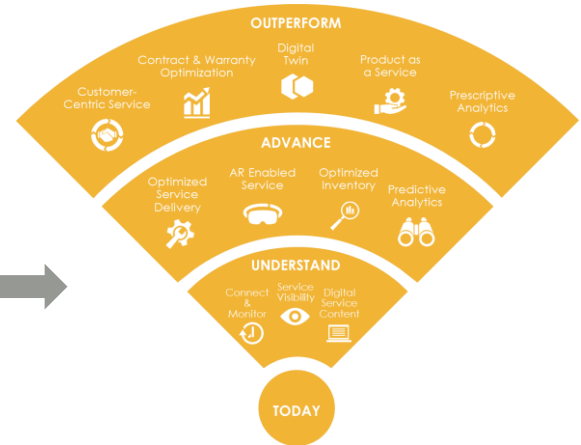 OUTPERFORM
Customer-
Centric Service
Contract & Warranty
Optimization
Digital
Twin
Product as
a Service
Prescriptive
Analytics
ADVANCE
Optimized
Service
Delivery
AR Enabled
Service
Optimized
Inventory
Predictive
Analytics
UNDERSTAND
Connect
&
Monitor
Service
Visibility
Digital
Service
Content
TODAY